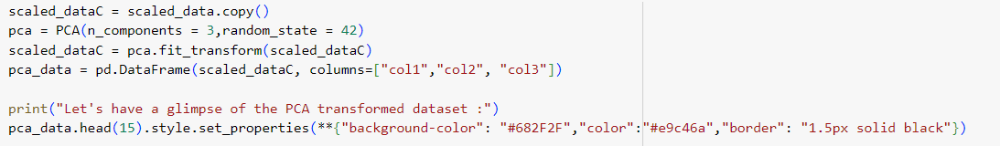 scaled_dataC = scaled_data.copy()
pca = PCA(n_components = 3,random_state = 42)
scaled_dataC = pca.fit_transform(scaled_dataC)
pca_data = pd.DataFrame(scaled_dataC, columns=["col1","col2", "col3"])
print("Let's have a glimpse of the PCA transformed dataset :")
pca_data.head(15).style.set_properties(**{"background-color": "#682F2F","color":"#e9c46a","border": "1.5px solid black"})